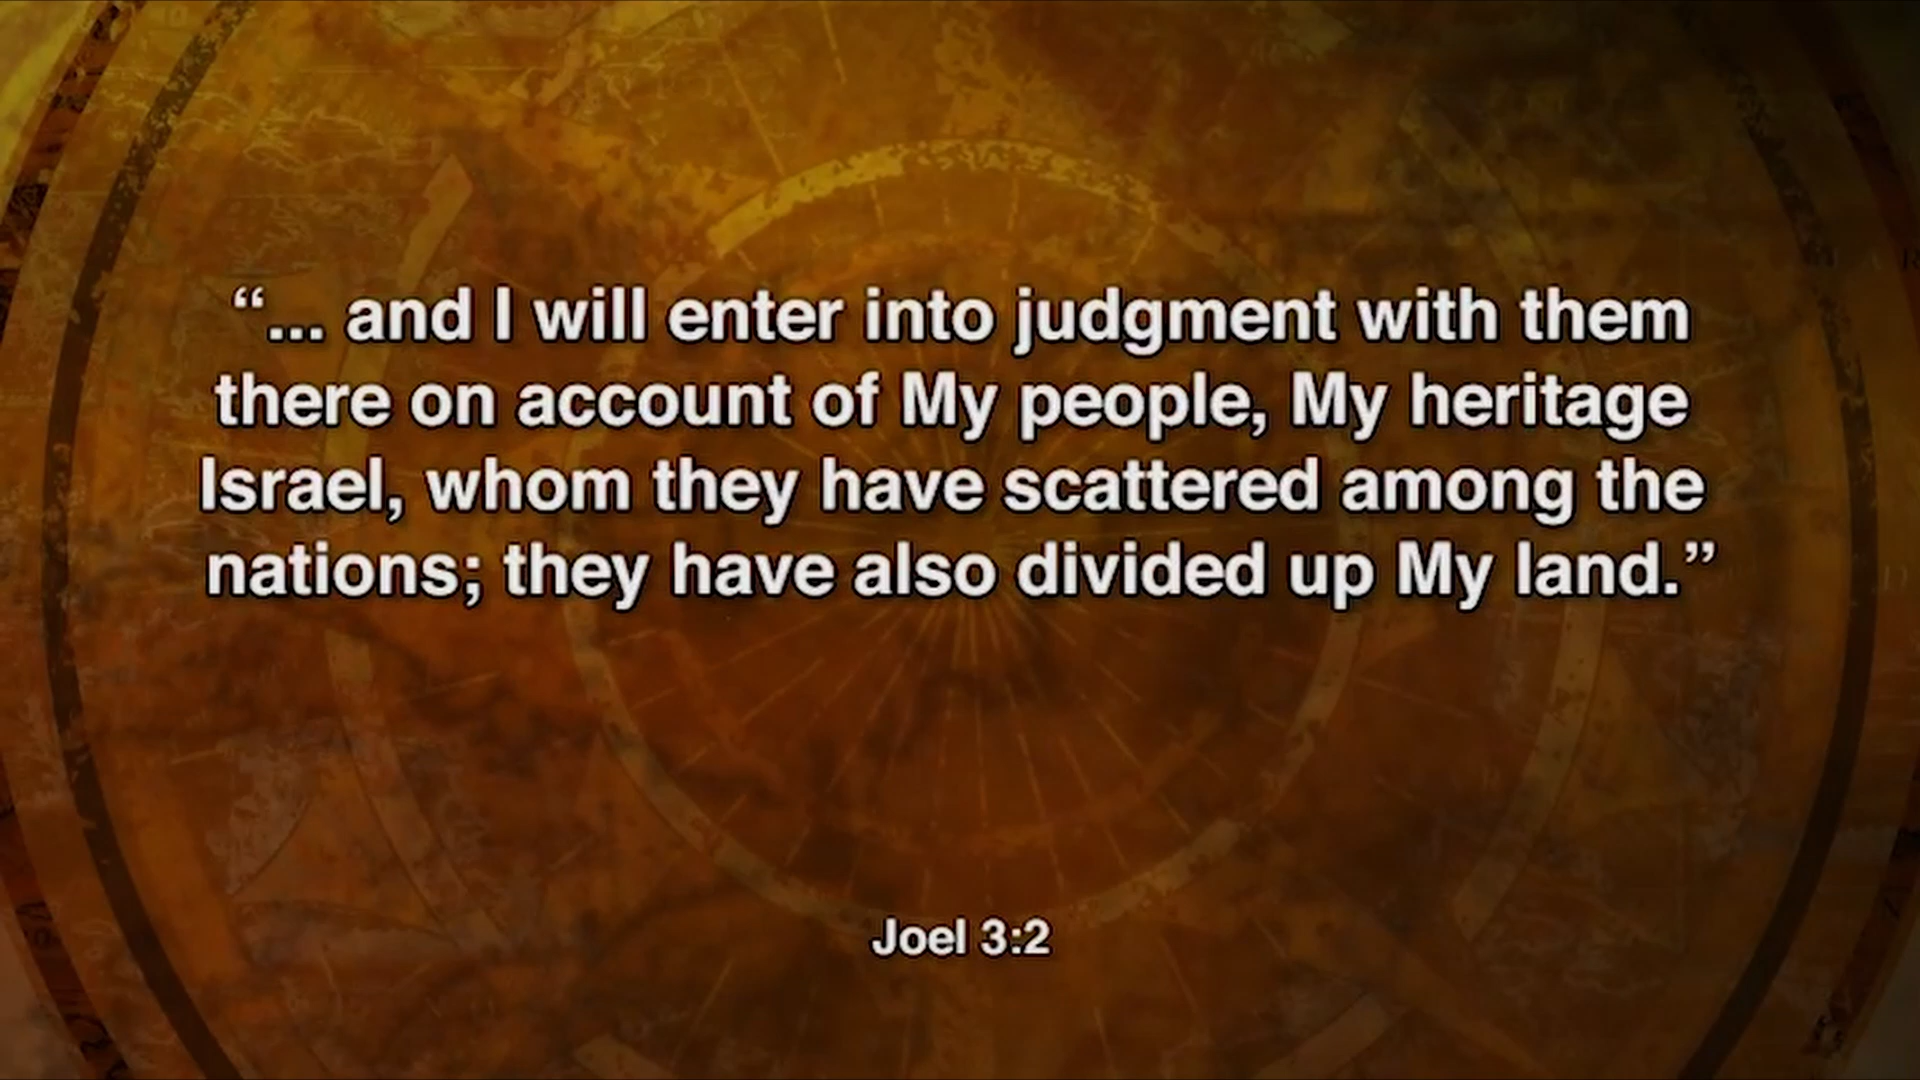 “... and I will enter into judgment with them
there on account of My people, My heritage
Israel, whom they have scattered among the
nations; they have also divided up My land.”
Joel 3:2